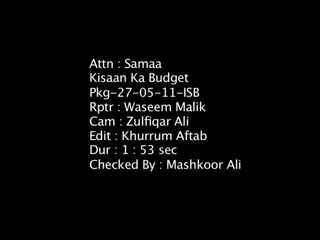 Attn : Samaa
Kisaan Ka Budget
Pkg-27-05-11-ISB
Rptr : Waseem Malik
Cam : Zulfiqar Ali
Edit : Khurrum Aftab
Dur : 1 : 53 sec
Checked By : Mashkoor Ali